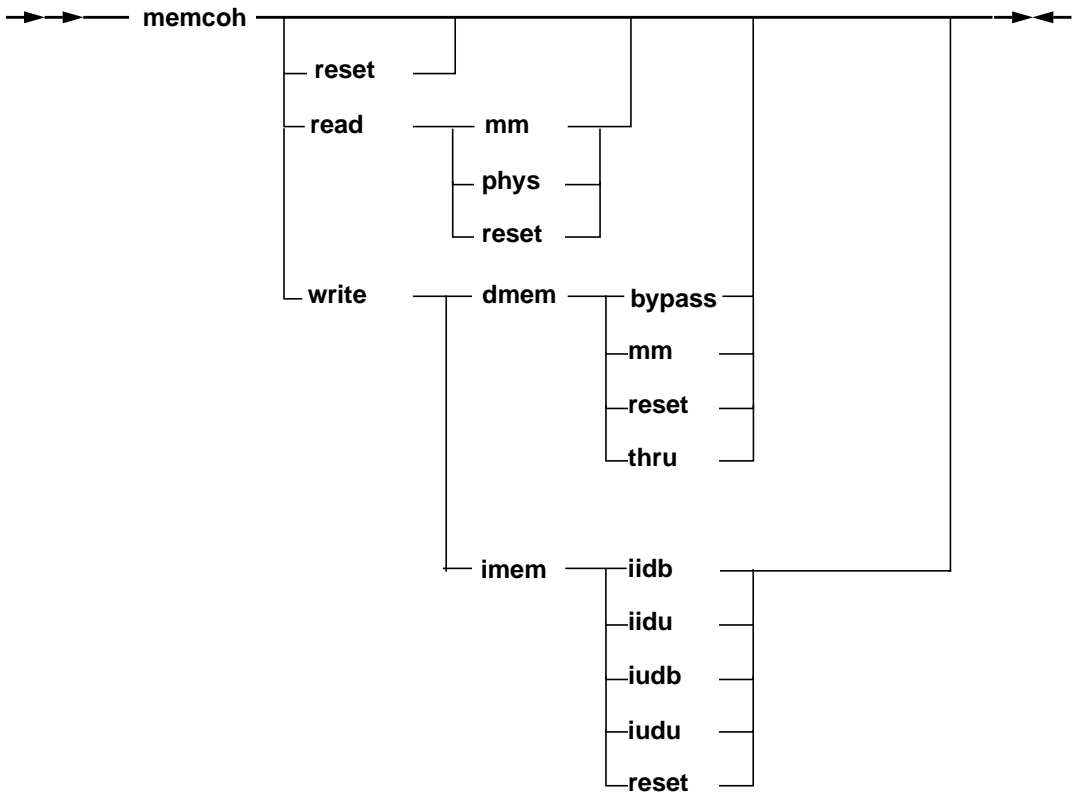 memcoh
reset
read mm
phys
reset
write dmem bypass
mm
reset
thru
imem iidb
iidu
iudb
iudu
reset